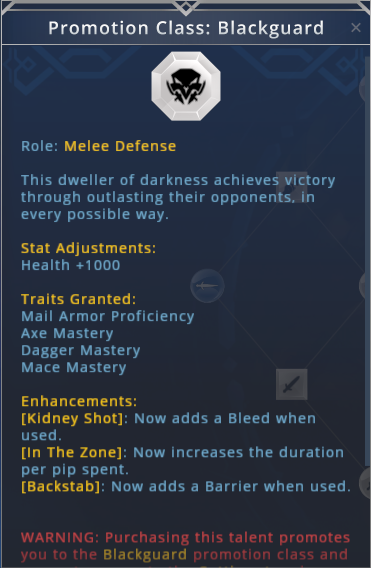 Promotion Class: Blackguard ×
Role: Melee Defense
This dweller of darkness achieves victory
through outlasting their opponents, in
every possible way.
Stat Adjustments:
Health +1000
Traits Granted:
Mail Armor Proficiency
Axe Mastery
Dagger Mastery
Mace Mastery
Enhancements:
[Kidney Shot]: Now adds a Bleed when
used.
[In The Zone]: Now increases the duration
per pip spent.
[Backstab]: Now adds a Barrier when used.
WARNING: Purchasing this talent promotes
you to the Blackguard promotion class and